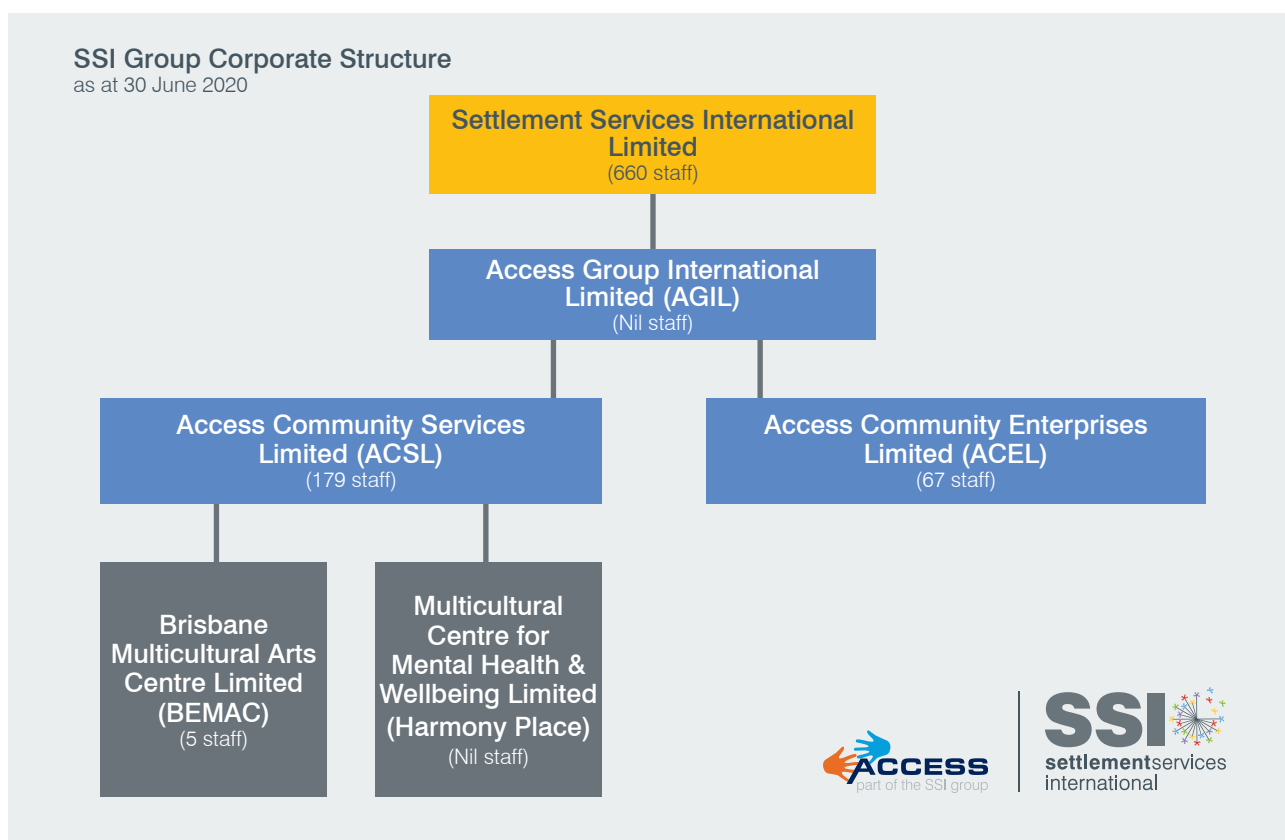 SSI Group Corporate Structure
as at 30 June 2020
Settlement Services International
Limited
(660 staff)
Access Group International
Limited (AGIL)
(Nil staff)
Access Community Services
Limited (ACSL)
(179 staff)
Access Community Enterprises
Limited (ACEL)
(67 staff)
Brisbane
Multicultural Arts
Centre Limited
(BEMAC)
(5 staff)
Multicultural
Centre for
Mental Health &
Wellbeing Limited
(Harmony Place)
(Nil staff)
ACCESS
part of the SSI group
SSI
settlementservices
international